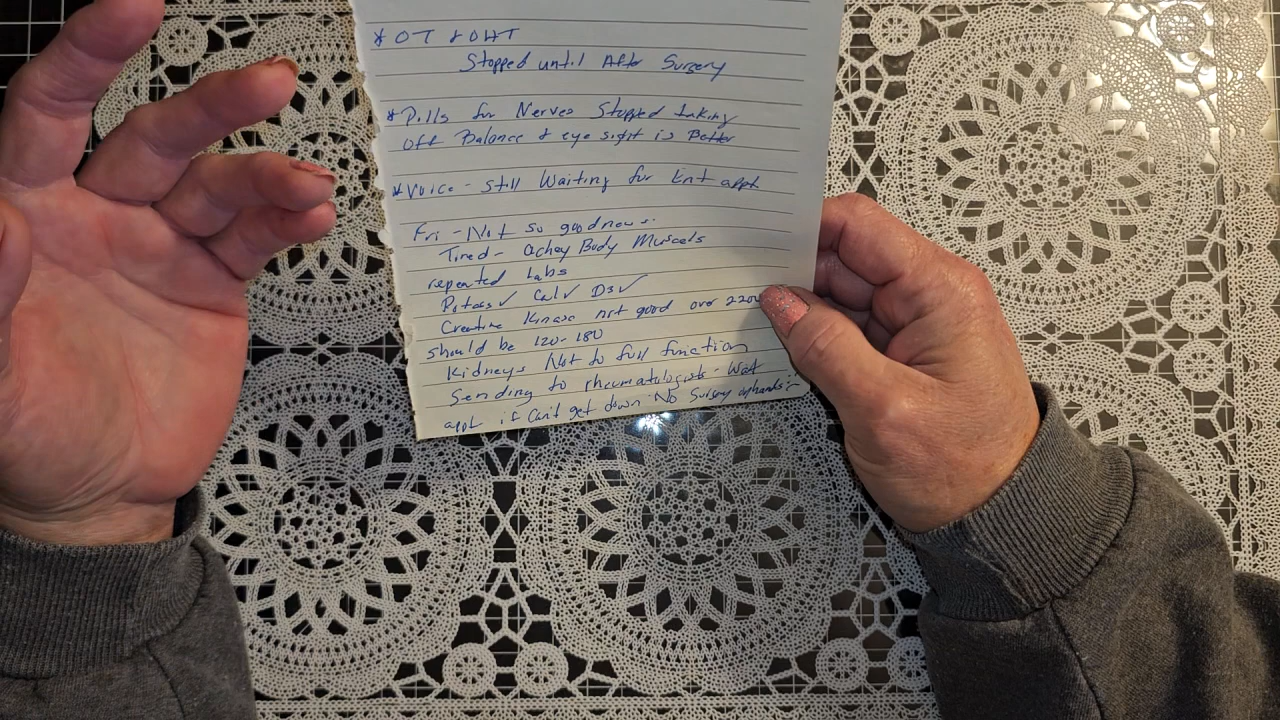 * OT & OHT
Stopped until After Surgery
* Pills for Nerves Stopped taking
off Balance & eye sight is Better
* Voice - Still Waiting for Ent appt
Fri - Not so good news.
Tired - achey Body Muscels
repeated Labs
Potass ✓ Cal ✓ D3 ✓
Creatine Kinase not good over 2200
should be 120-180
Kidneys Not to full function
Sending to rheumatologists - Wait
appt if Can't get down No Surgery on hands